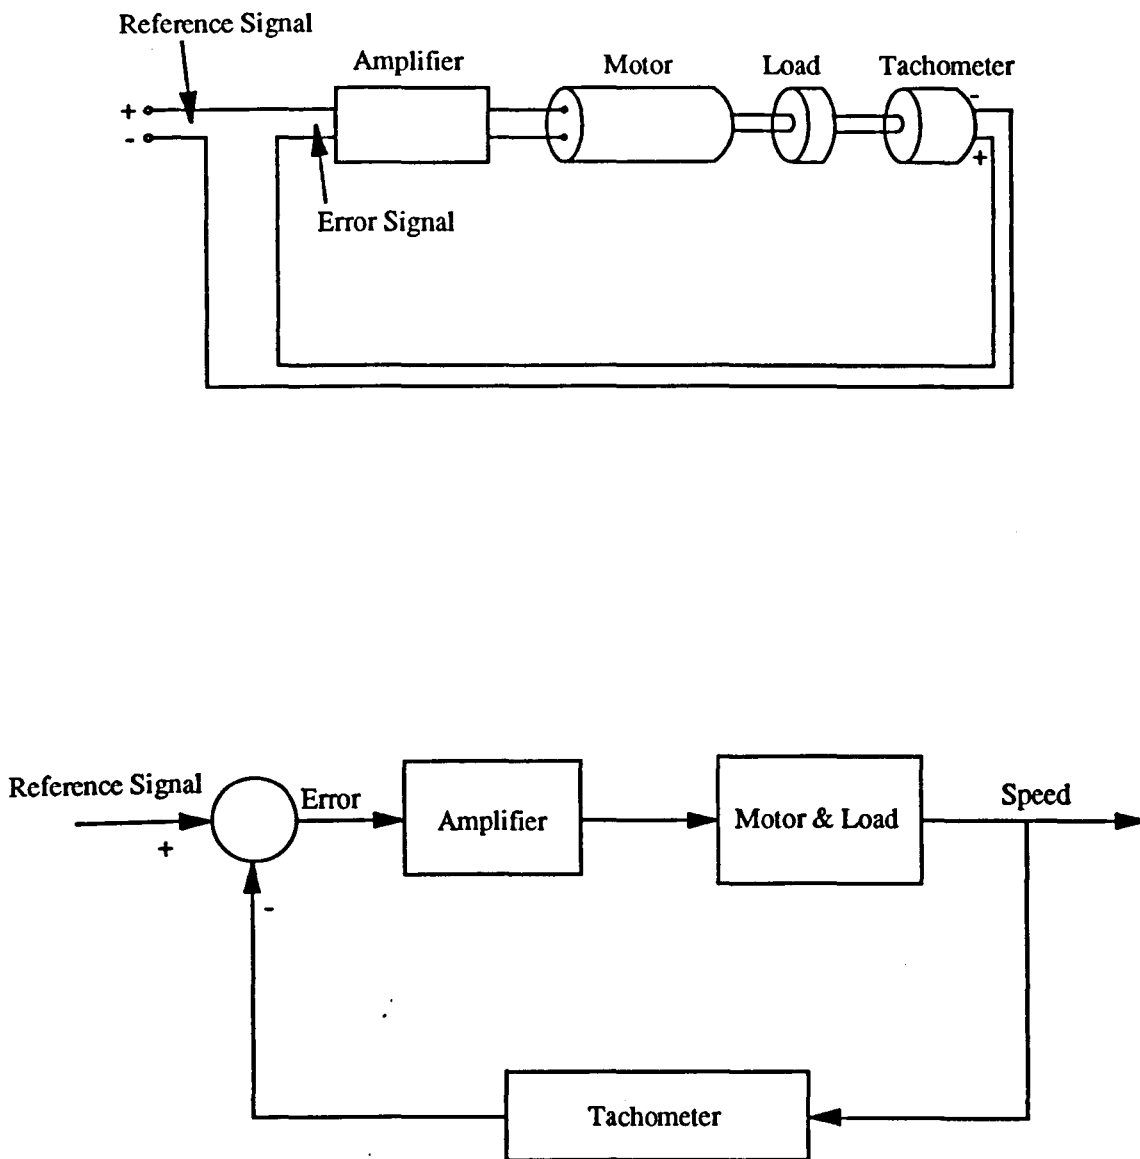 Reference Signal
Amplifier
Motor
Load
Tachometer
+
-
-
+
Error Signal
Reference Signal
+
Error
Amplifier
Motor & Load
Speed
-
Tachometer